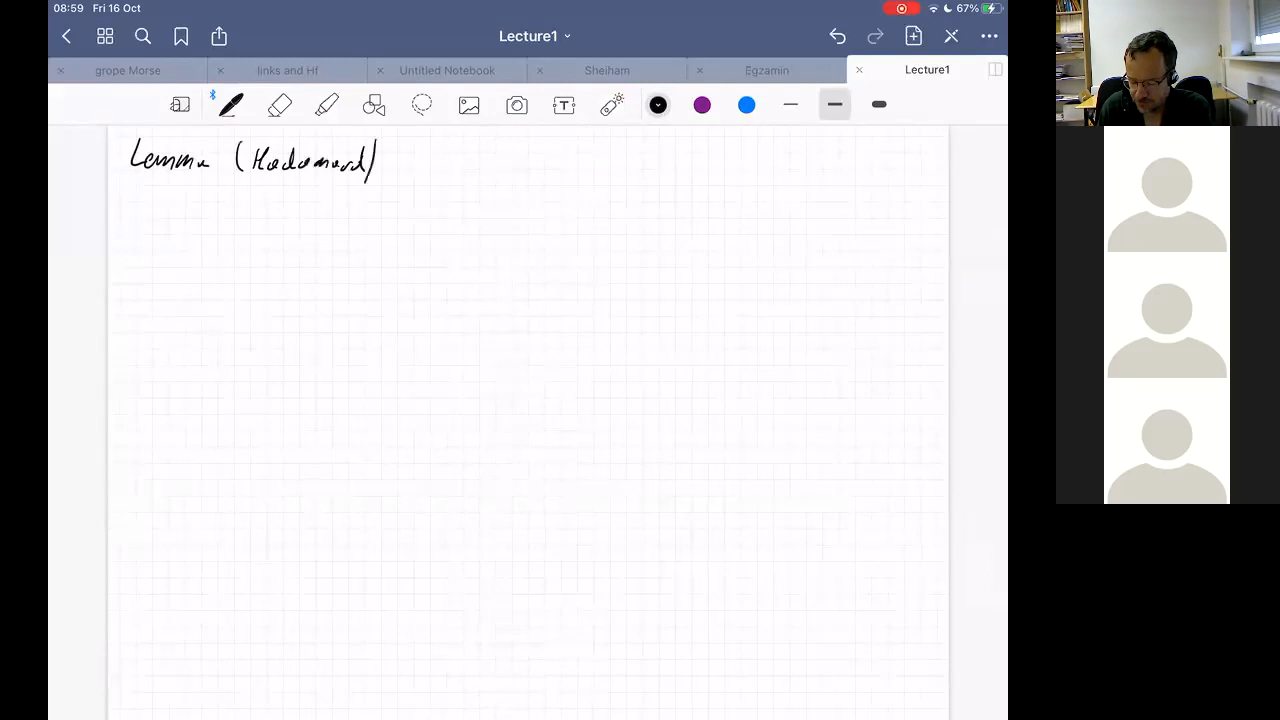 08:59 Fri 16 Oct
67%
Lecture1
grope Morse
links and Hf
Untitled Notebook
Sheiham
Egzamin
Lecture1
T
Lemma (Hadamard)